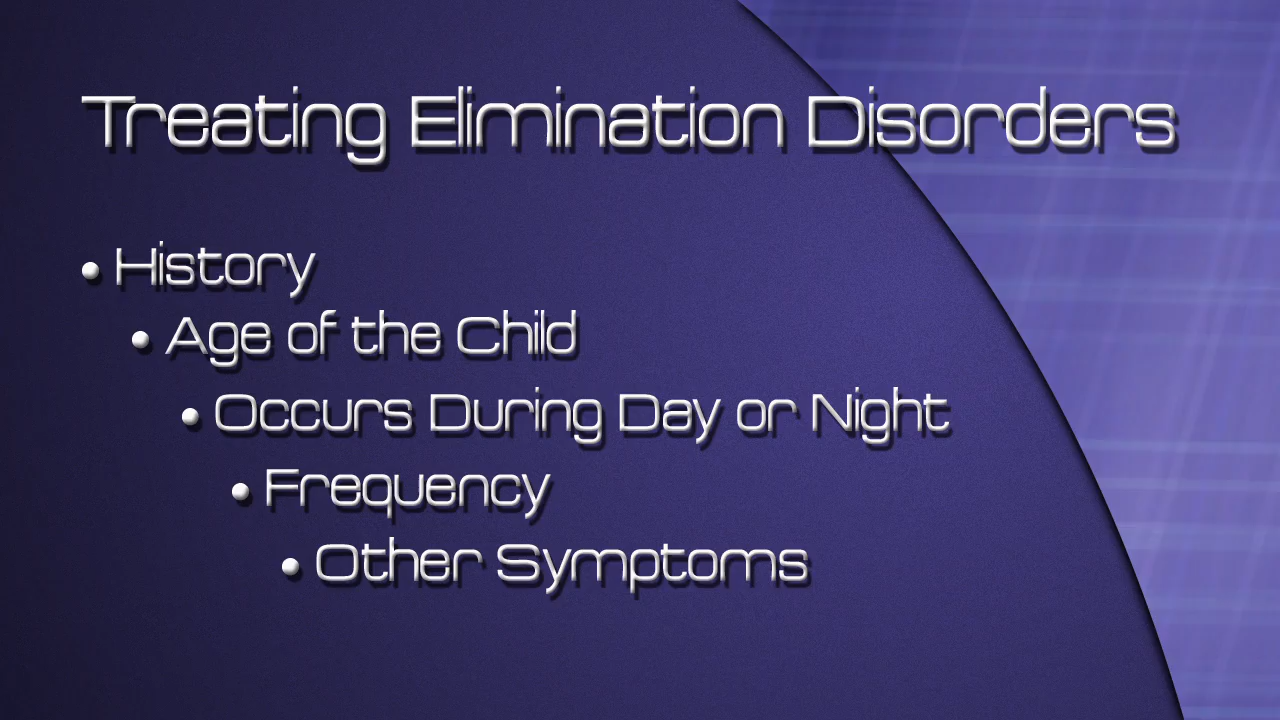 Treating Elimination Disorders
• History
• Age of the Child
• Occurs During Day or Night
• Frequency
• Other Symptoms